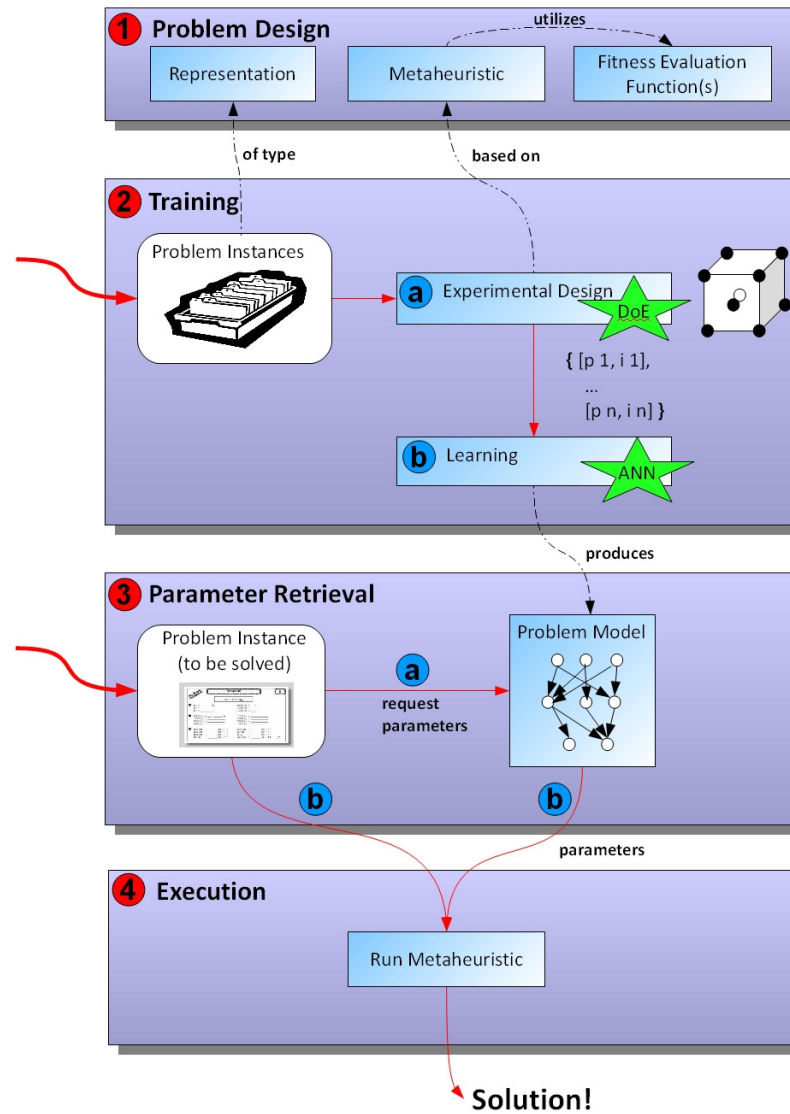 1 Problem Design
utilizes
Representation
Metaheuristic
Fitness Evaluation
Function(s)
of type
based on
2 Training
Problem Instances
a Experimental Design
DoE
{ [p 1, i 1],
...
[p n, i n] }
b Learning
ANN
produces
3 Parameter Retrieval
Problem Instance
(to be solved)
a
request
parameters
Problem Model
b
b
parameters
4 Execution
Run Metaheuristic
Solution!